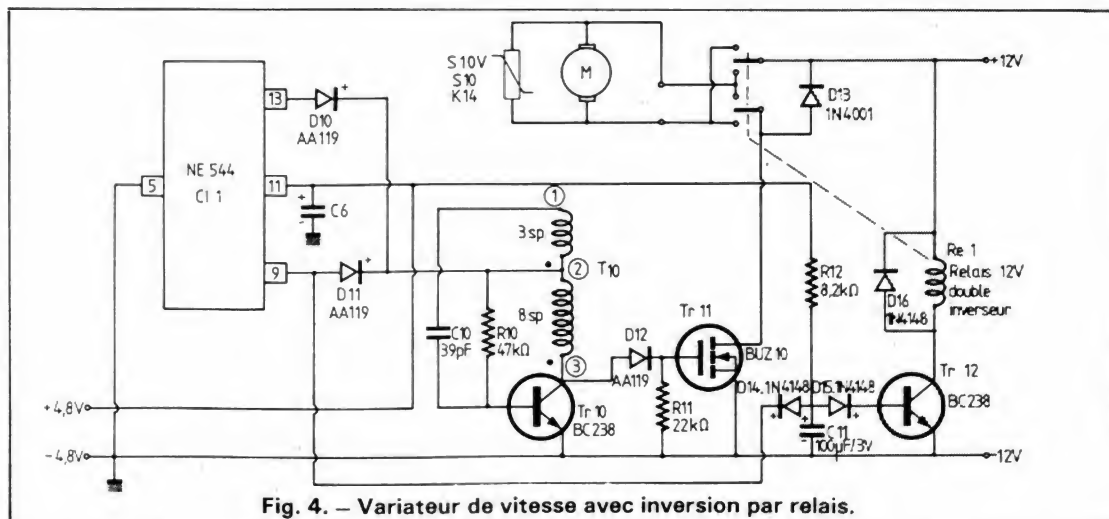 S10V
S10
K14
M
+12V
D13
1N4001
13
D10
AA119
NE 544
CI 1
5
11
C6
9
D11
AA119
1
3sp
2
T10
8sp
3
C10
39pF
R10
47kΩ
D12
AA119
Tr 10
BC238
Tr 11
BUZ10
R11
22kΩ
R12
8,2kΩ
D16
1N4148
Re 1
Relais 12V
double
inverseur
D14.1N4148
D15.1N4148
C11
100µF/3V
Tr 12
BC238
+4,8V
-4,8V
-12V
Fig. 4. – Variateur de vitesse avec inversion par relais.